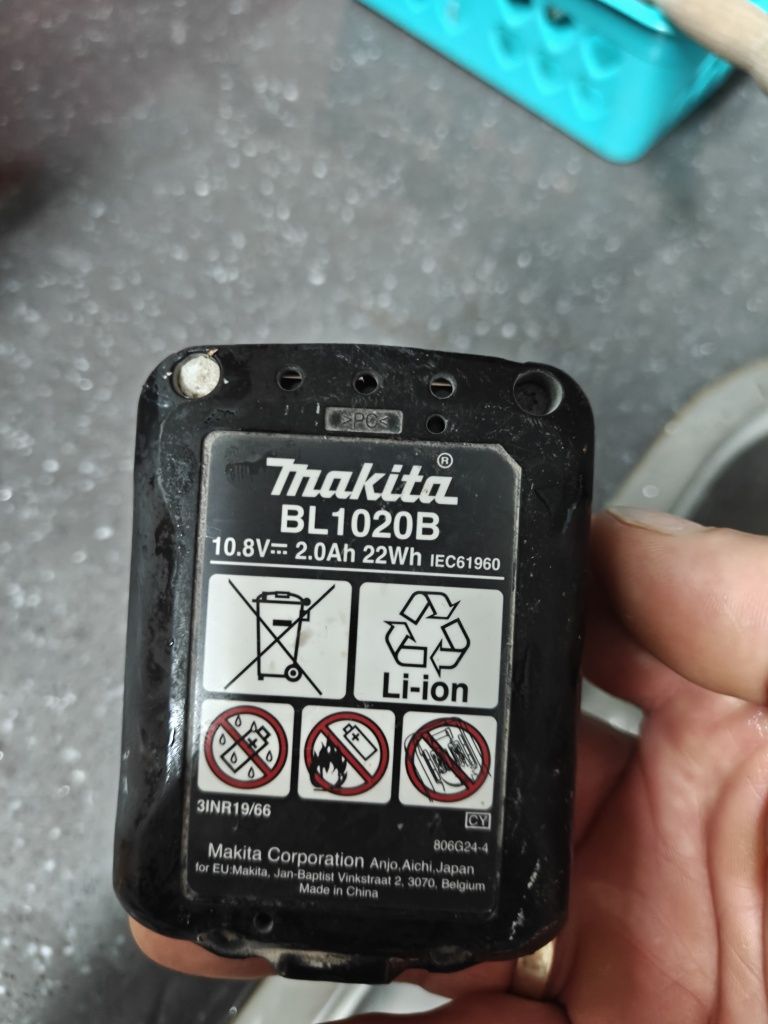 >PC<
makita®
BL1020B
10.8V⎓ 2.0Ah 22Wh IEC61960
Li-ion
3INR19/66
CY
806G24-4
Makita Corporation Anjo,Aichi,Japan
for EU:Makita, Jan-Baptist Vinkstraat 2, 3070, Belgium
Made in China